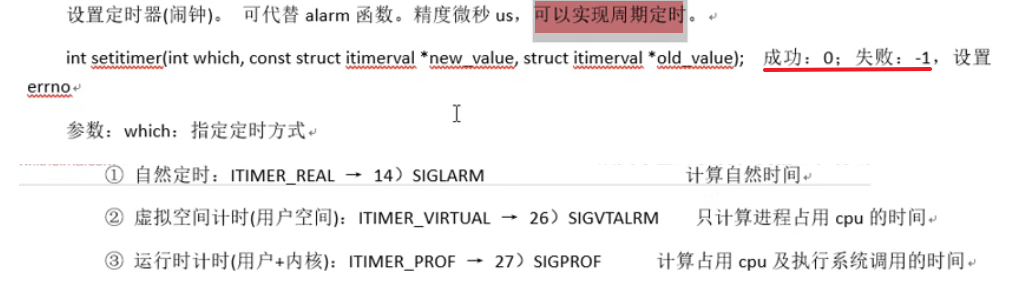 设置定时器(闹钟)。 可代替 alarm 函数。精度微秒 us，可以实现周期定时。
int setitimer(int which, const struct itimerval *new_value, struct itimerval *old_value); 成功：0；失败：-1，设置
errno
参数：which：指定定时方式
① 自然定时：ITIMER_REAL → 14）SIGLARM 计算自然时间
② 虚拟空间计时(用户空间)：ITIMER_VIRTUAL → 26）SIGVTALRM 只计算进程占用 cpu 的时间
③ 运行时计时(用户+内核)：ITIMER_PROF → 27）SIGPROF 计算占用 cpu 及执行系统调用的时间